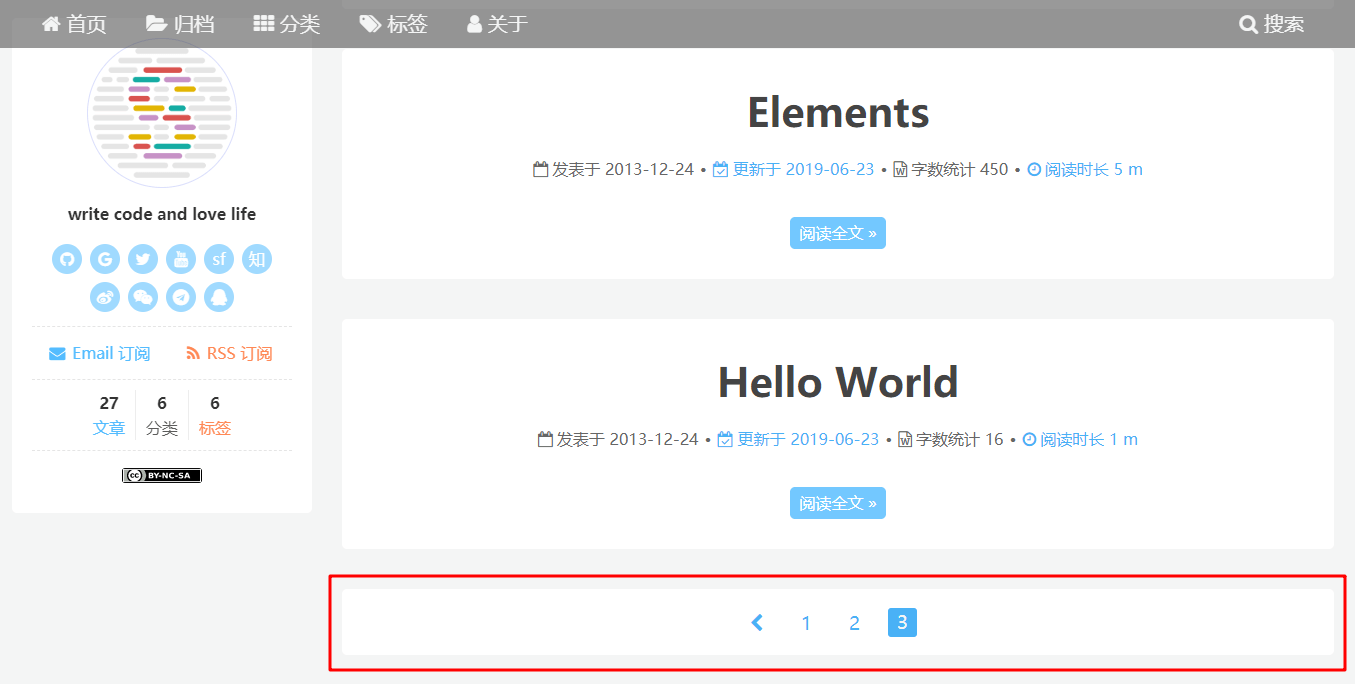 首页 归档 分类 标签 关于 搜索
write code and love life
sf 知
Email 订阅 RSS 订阅
27 6 6
文章 分类 标签
cc BY-NC-SA
Elements
发表于 2013-12-24 • 更新于 2019-06-23 • 字数统计 450 • 阅读时长 5 m
阅读全文 »
Hello World
发表于 2013-12-24 • 更新于 2019-06-23 • 字数统计 16 • 阅读时长 1 m
阅读全文 »
1 2 3